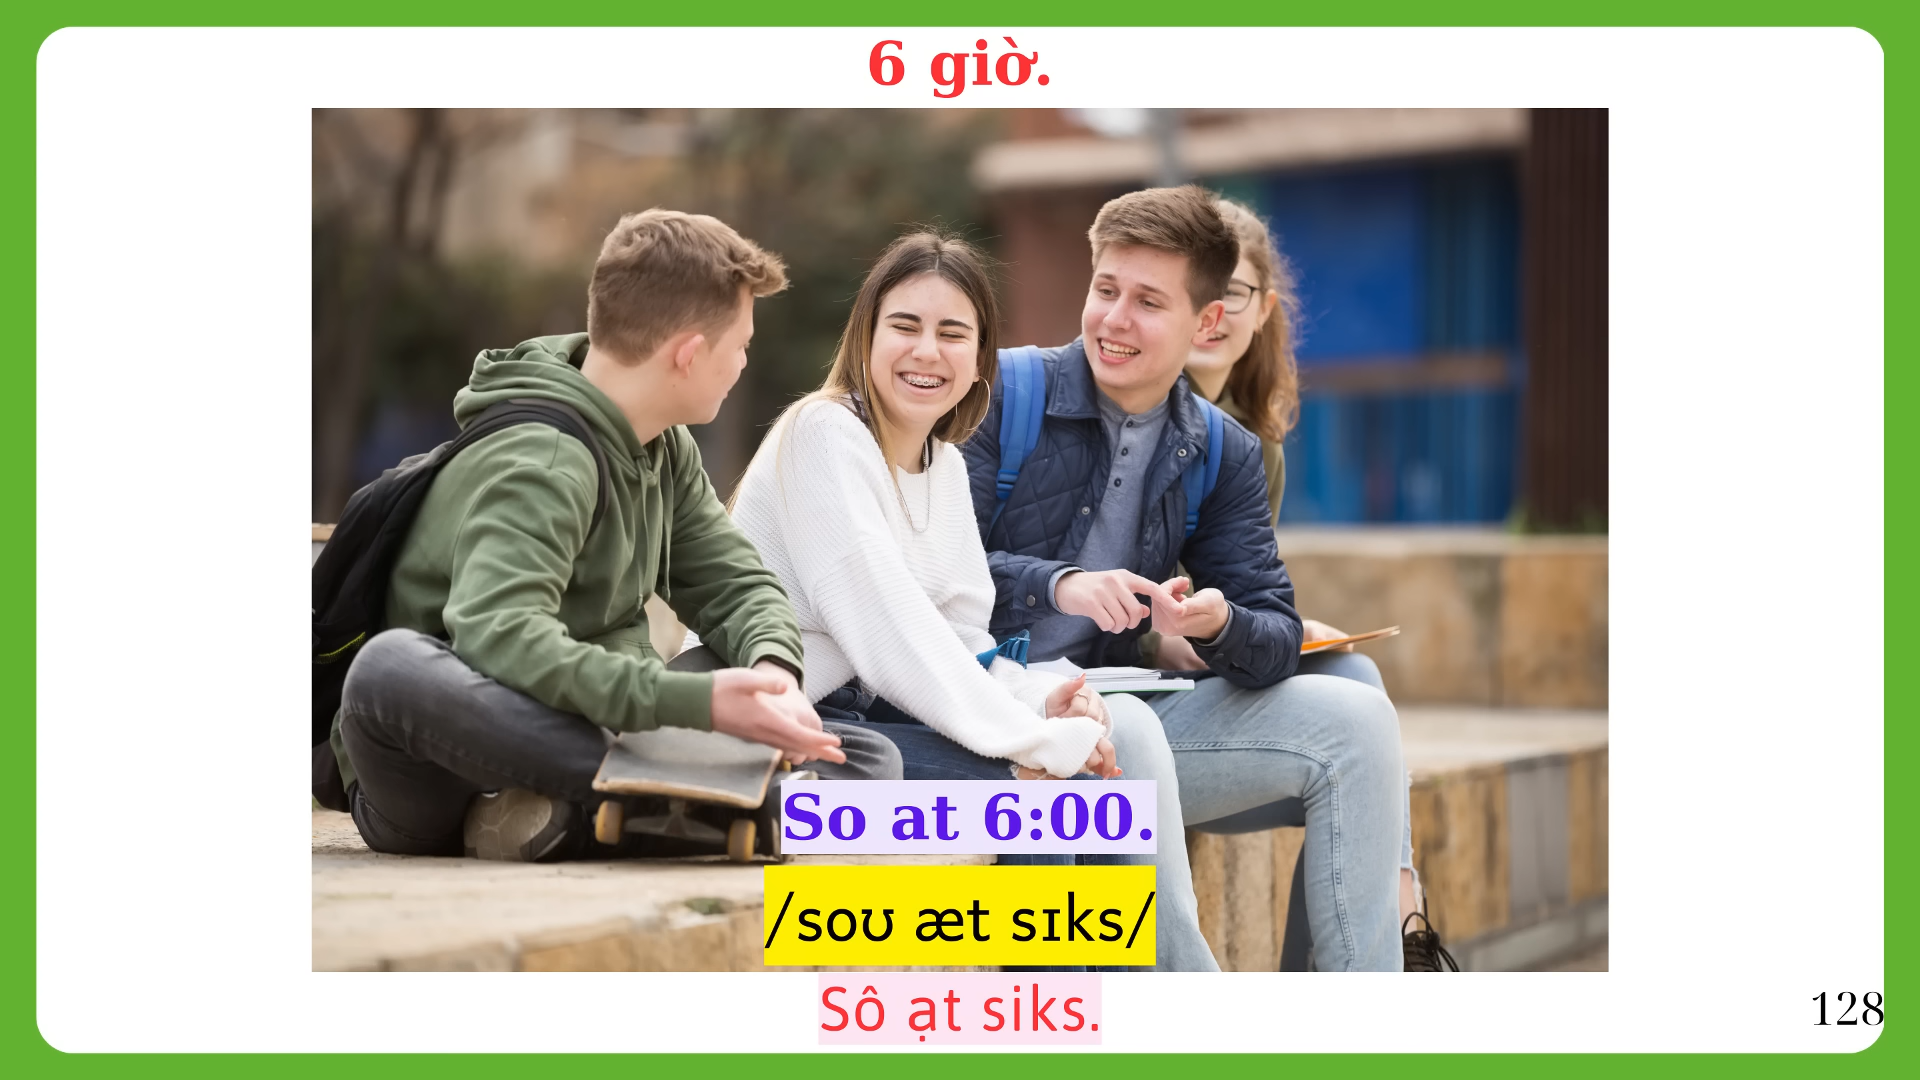 6 giờ.
So at 6:00.
/soʊ æt sɪks/
Sô ạt siks.
128